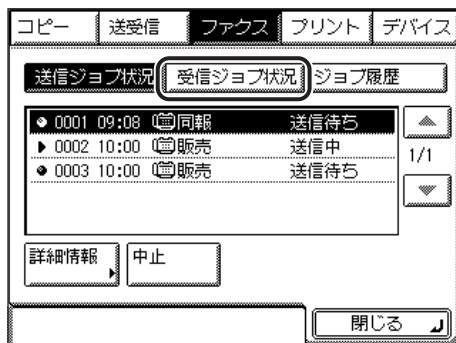 コピー 送受信 ファクス プリント デバイス
送信ジョブ状況 受信ジョブ状況 ジョブ履歴
0001 09:08 同報 送信待ち
0002 10:00 販売 送信中
0003 10:00 販売 送信待ち
1/1
詳細情報 中止
閉じる